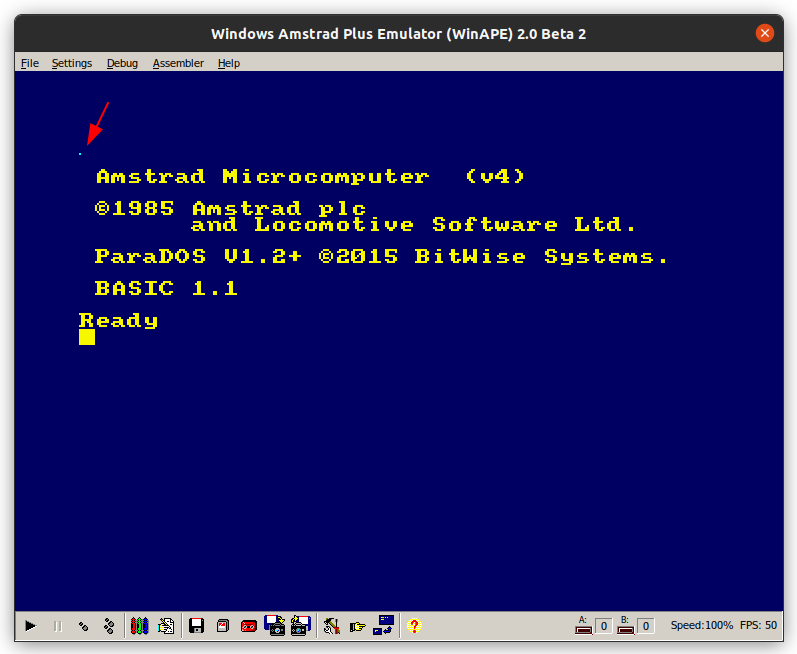 Windows Amstrad Plus Emulator (WinAPE) 2.0 Beta 2
File Settings Debug Assembler Help
Amstrad Microcomputer (v4)
©1985 Amstrad plc
and Locomotive Software Ltd.
ParaDOS V1.2+ ©2015 BitWise Systems.
BASIC 1.1
Ready
A: 0 B: 0 Speed:100% FPS: 50